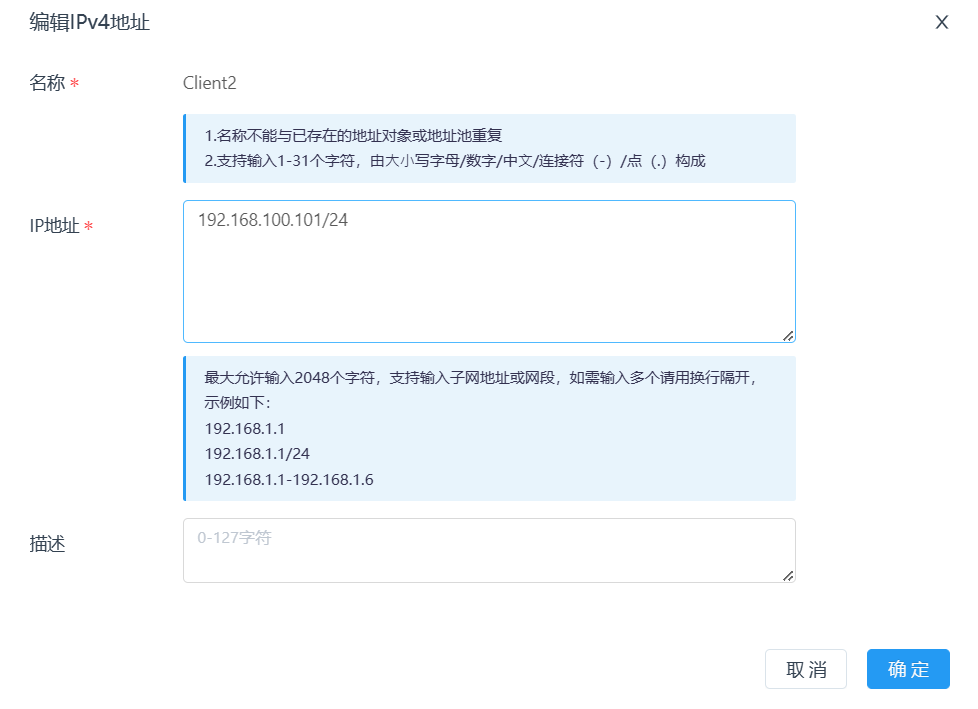 编辑IPv4地址 X
名称 * Client2
1.名称不能与已存在的地址对象或地址池重复
2.支持输入1-31个字符，由大小写字母/数字/中文/连接符（-）/点（.）构成
IP地址 * 192.168.100.101/24
最大允许输入2048个字符，支持输入子网地址或网段，如需输入多个请用换行隔开，
示例如下：
192.168.1.1
192.168.1.1/24
192.168.1.1-192.168.1.6
描述 0-127字符
取消 确定